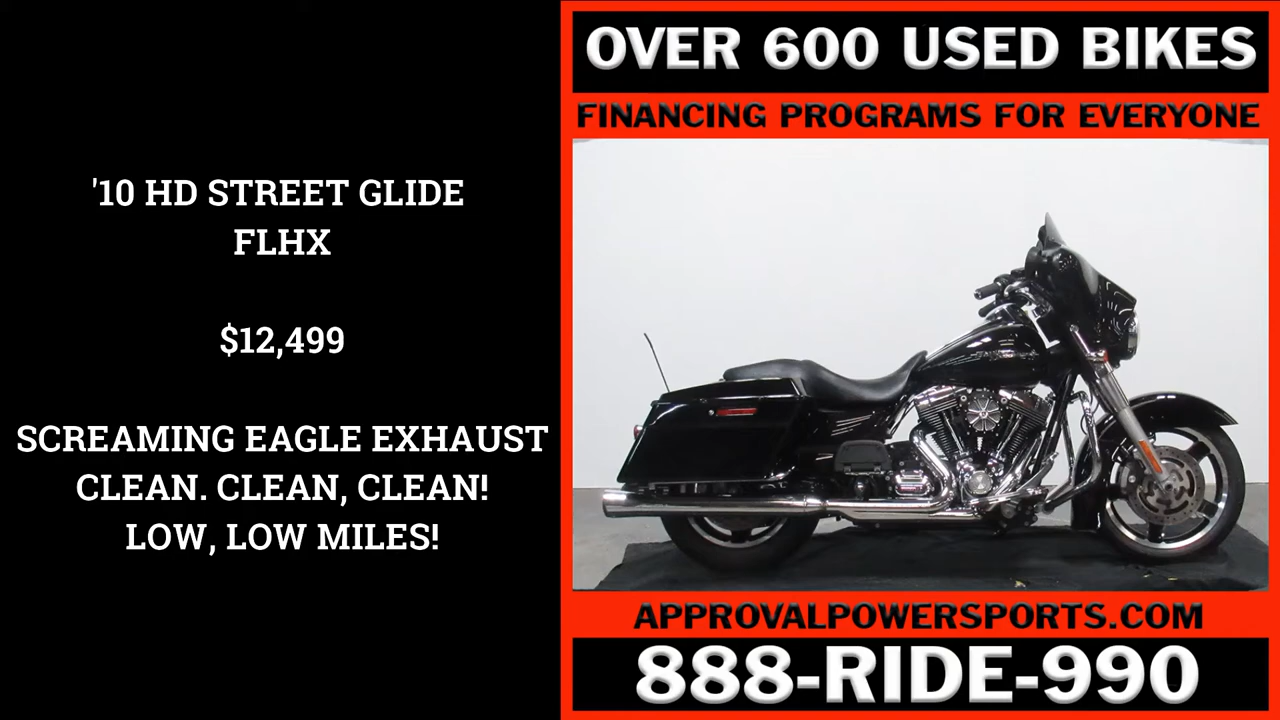 '10 HD STREET GLIDE
FLHX
$12,499
SCREAMING EAGLE EXHAUST
CLEAN. CLEAN, CLEAN!
LOW, LOW MILES!
OVER 600 USED BIKES
FINANCING PROGRAMS FOR EVERYONE
APPROVALPOWERSPORTS.COM
888-RIDE-990